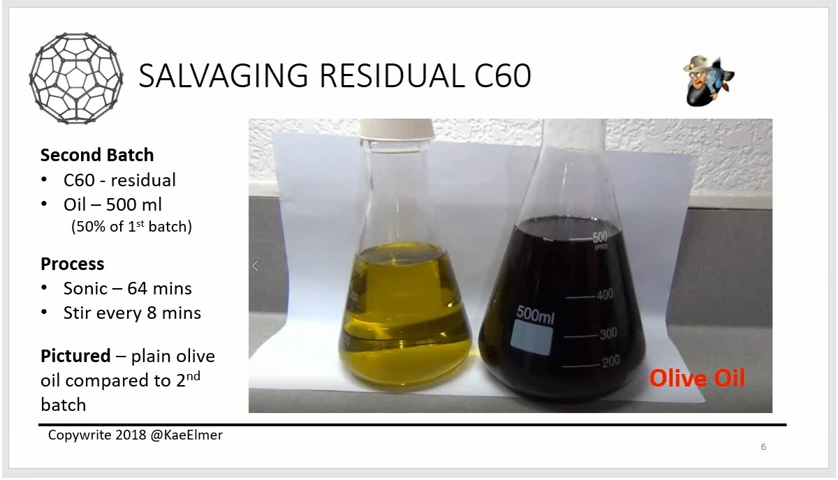 SALVAGING RESIDUAL C60
Second Batch
• C60 - residual
• Oil – 500 ml
(50% of 1st batch)
Process
• Sonic – 64 mins
• Stir every 8 mins
Pictured – plain olive
oil compared to 2nd
batch
500
400
500ml
300
200
Olive Oil
Copywrite 2018 @KaeElmer
6